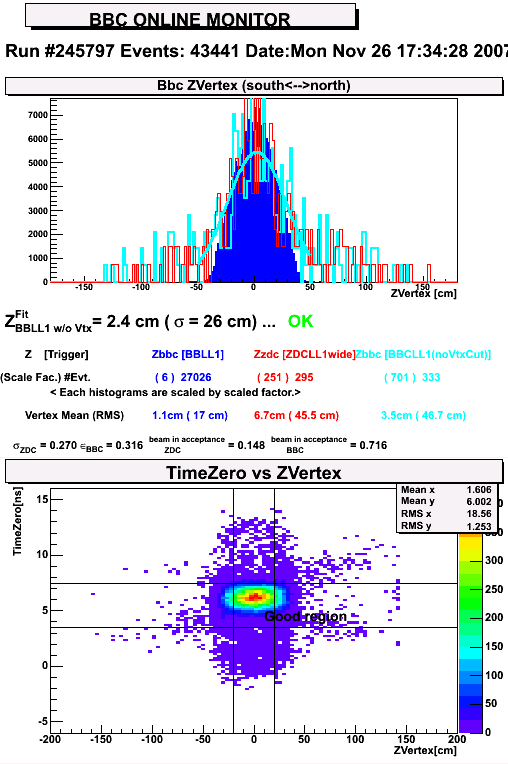 BBC ONLINE MONITOR
Run #245797 Events: 43441 Date:Mon Nov 26 17:34:28 2007
Bbc ZVertex (south<-->north)
7000
6000
5000
4000
3000
2000
1000
0
-150 -100 -50 0 50 100 150
ZVertex [cm]
Z Fit BBLL1 w/o Vtx = 2.4 cm ( σ = 26 cm) ... OK
Z [Trigger] Zbbc [BBLL1] Zzdc [ZDCLL1wide] Zbbc [BBCLL1(noVtxCut)]
(Scale Fac.) #Evt. ( 6 ) 27026 ( 251 ) 295 ( 701 ) 333
< Each histograms are scaled by scaled factor.>
Vertex Mean (RMS) 1.1cm ( 17 cm) 6.7cm ( 45.5 cm) 3.5cm ( 46.7 cm)
σZDC = 0.270 ∈BBC = 0.316 beam in acceptance ZDC = 0.148 beam in acceptance BBC = 0.716
TimeZero vs ZVertex
Mean x 1.606
Mean y 6.002
RMS x 18.56
RMS y 1.253
TimeZero[ns]
15
10
5
0
-5
Good region
300
250
200
150
100
50
0
-200 -150 -100 -50 0 50 100 150 200
ZVertex[cm]